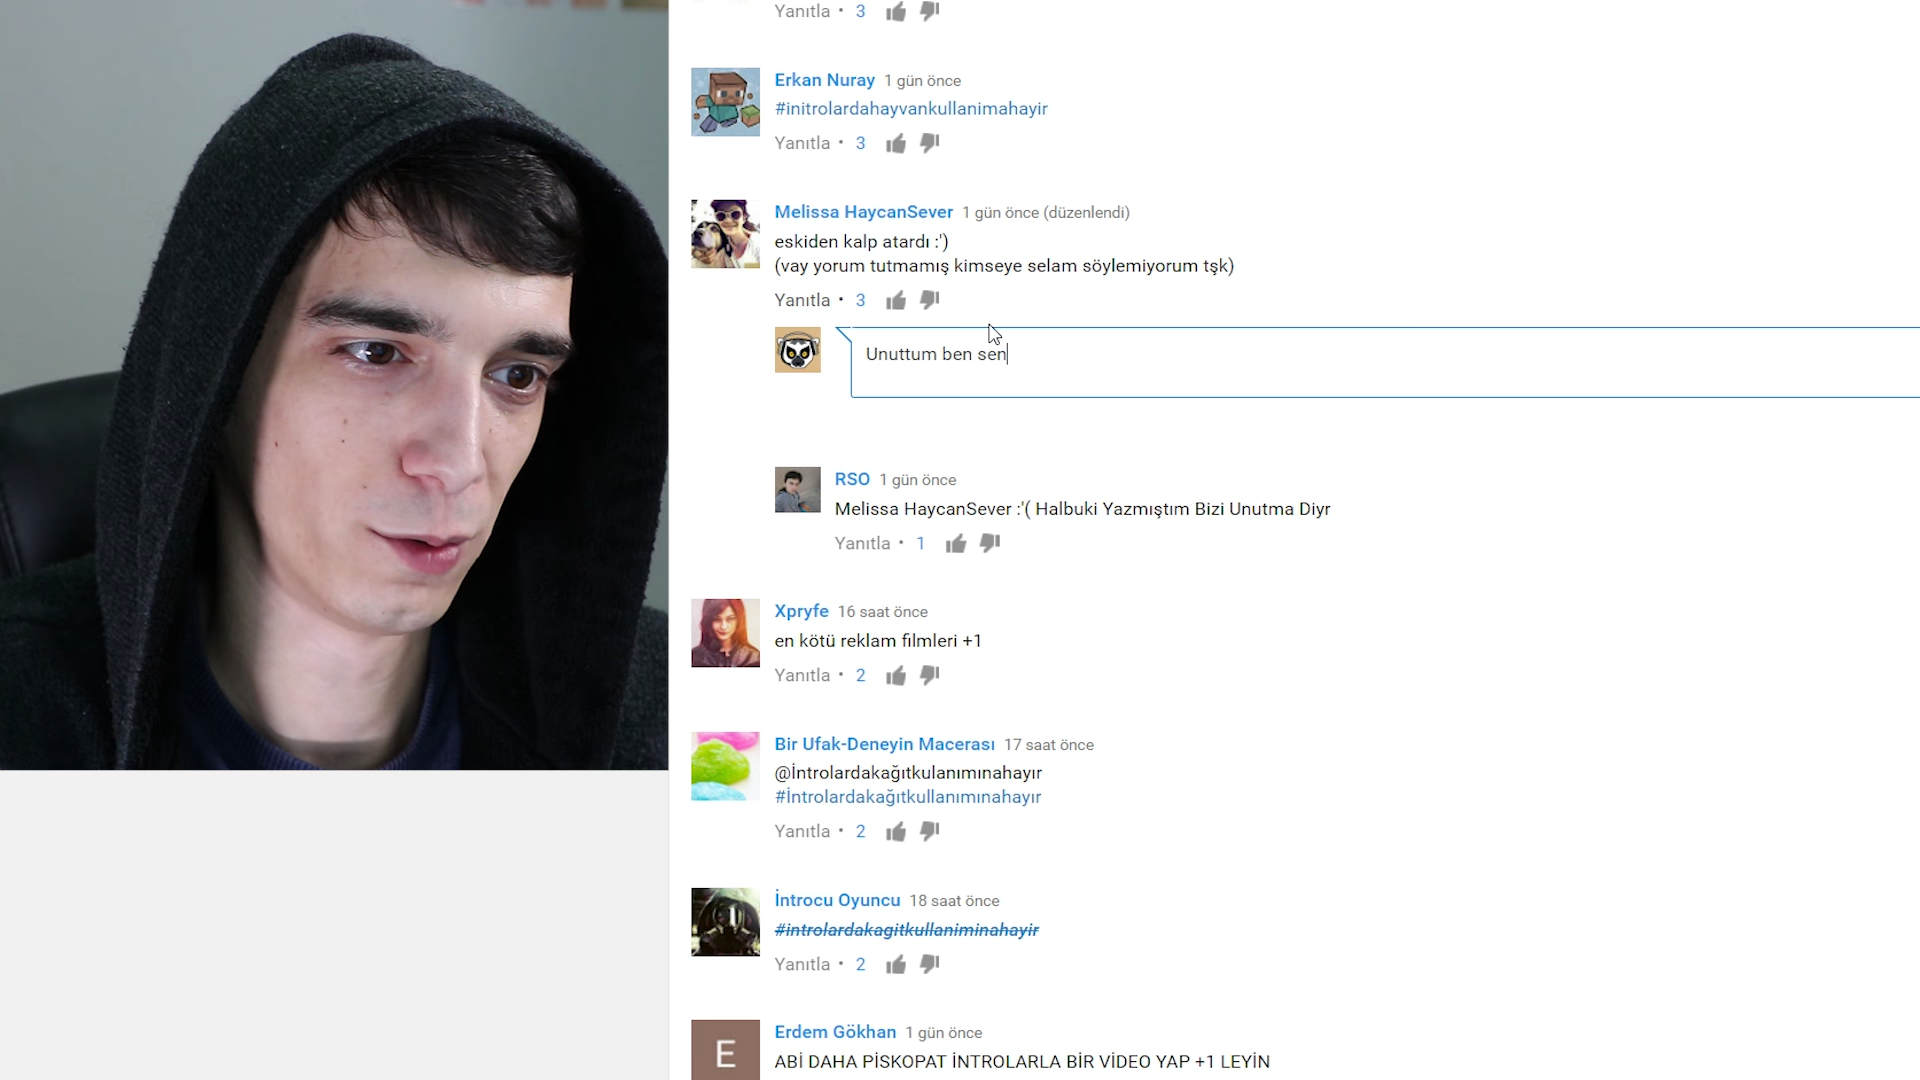 Yanıtla • 3
Erkan Nuray 1 gün önce
#initrolardahayvankullanimahayir
Yanıtla • 3
Melissa HaycanSever 1 gün önce (düzenlendi)
eskiden kalp atardı :')
(vay yorum tutmamış kimseye selam söylemiyorum tşk)
Yanıtla • 3
Unuttum ben sen
RSO 1 gün önce
Melissa HaycanSever :'( Halbuki Yazmıştım Bizi Unutma Diyr
Yanıtla • 1
Xpryfe 16 saat önce
en kötü reklam filmleri +1
Yanıtla • 2
Bir Ufak-Deneyin Macerası 17 saat önce
@İntrolardakağıtkulanımınahayır
#İntrolardakağıtkullanımınahayır
Yanıtla • 2
İntrocu Oyuncu 18 saat önce
#introlardakagitkullaniminahayir
Yanıtla • 2
E
Erdem Gökhan 1 gün önce
ABİ DAHA PİSKOPAT İNTROLARLA BİR VİDEO YAP +1 LEYİN